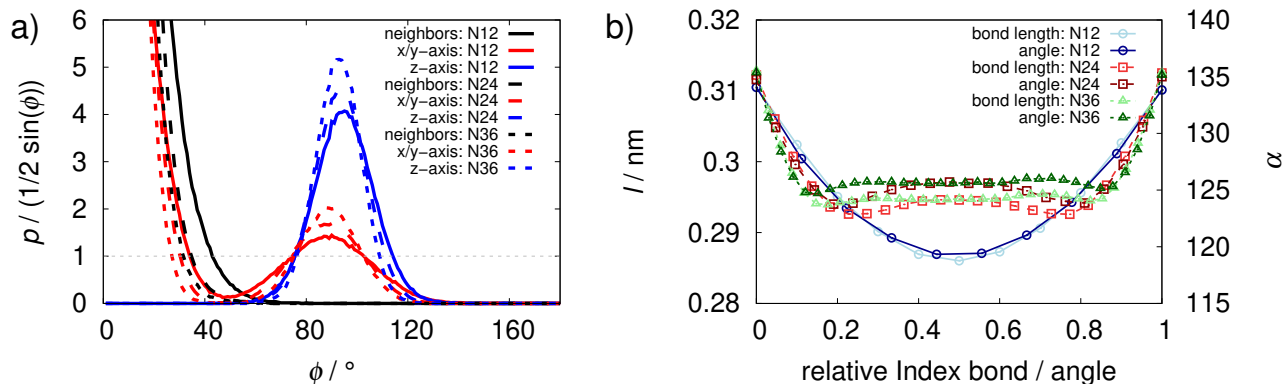 a)
p / (1/2 sin(ϕ))
6
5
4
3
2
1
0
neighbors: N12
x/y−axis: N12
z−axis: N12
neighbors: N24
x/y−axis: N24
z−axis: N24
neighbors: N36
x/y−axis: N36
z−axis: N36
0 40 80 120 160
ϕ / °
b)
l / nm
0.32
0.31
0.3
0.29
0.28
bond length: N12
angle: N12
bond length: N24
angle: N24
bond length: N36
angle: N36
140
135
130
125
120
115
α
0 0.2 0.4 0.6 0.8 1
relative Index bond / angle